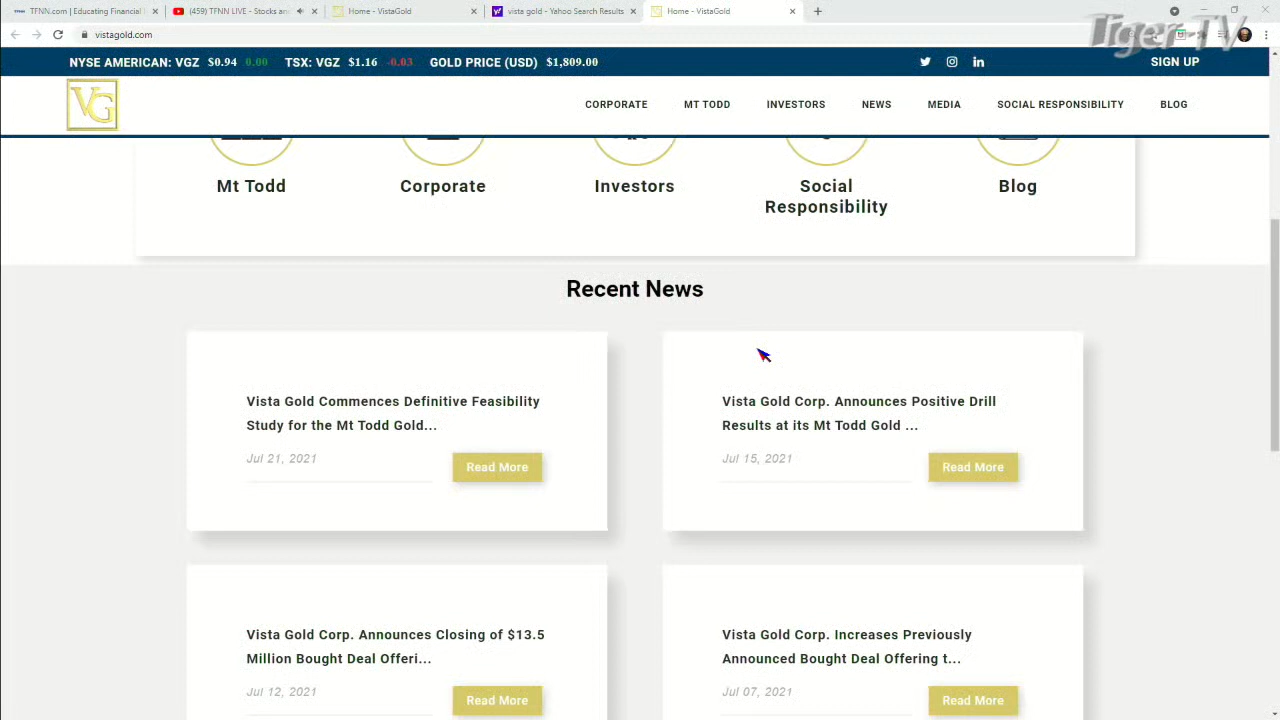 TFNN.com | Educating Financial I
(459) TFNN LIVE - Stocks an
Home - VistaGold
vista gold - Yahoo Search Results
Home - VistaGold
Tiger TV
vistagold.com
NYSE AMERICAN: VGZ $0.94 0.00 TSX: VGZ $1.16 -0.03 GOLD PRICE (USD) $1,809.00
SIGN UP
VG
CORPORATE MT TODD INVESTORS NEWS MEDIA SOCIAL RESPONSIBILITY BLOG
Mt Todd
Corporate
Investors
Social
Responsibility
Blog
Recent News
Vista Gold Commences Definitive Feasibility
Study for the Mt Todd Gold...
Jul 21, 2021
Read More
Vista Gold Corp. Announces Positive Drill
Results at its Mt Todd Gold ...
Jul 15, 2021
Read More
Vista Gold Corp. Announces Closing of $13.5
Million Bought Deal Offeri...
Jul 12, 2021
Read More
Vista Gold Corp. Increases Previously
Announced Bought Deal Offering t...
Jul 07, 2021
Read More